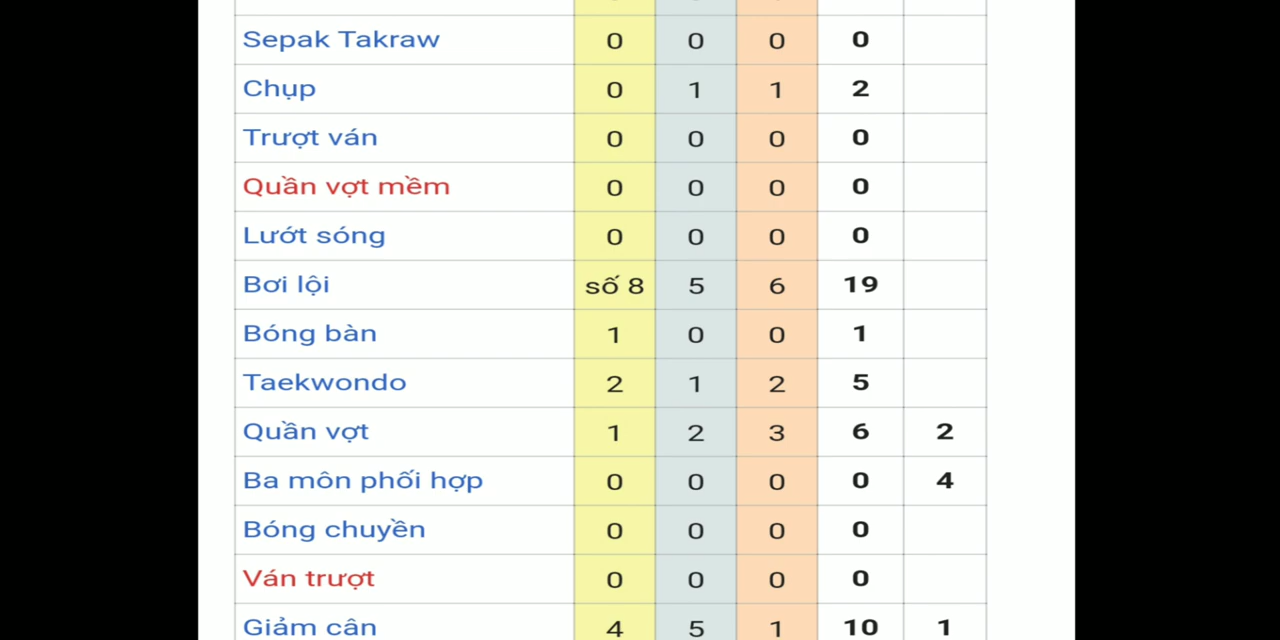 Sepak Takraw 0 0 0 0
Chụp 0 1 1 2
Trượt ván 0 0 0 0
Quần vợt mềm 0 0 0 0
Lướt sóng 0 0 0 0
Bơi lội số 8 5 6 19
Bóng bàn 1 0 0 1
Taekwondo 2 1 2 5
Quần vợt 1 2 3 6 2
Ba môn phối hợp 0 0 0 0 4
Bóng chuyền 0 0 0 0
Ván trượt 0 0 0 0
Giảm cân 4 5 1 10 1